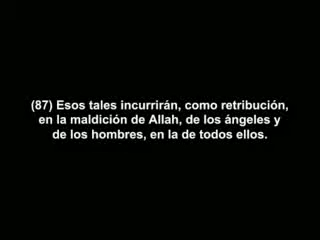 (87) Esos tales incurrirán, como retribución,
en la maldición de Allah, de los ángeles y
de los hombres, en la de todos ellos.